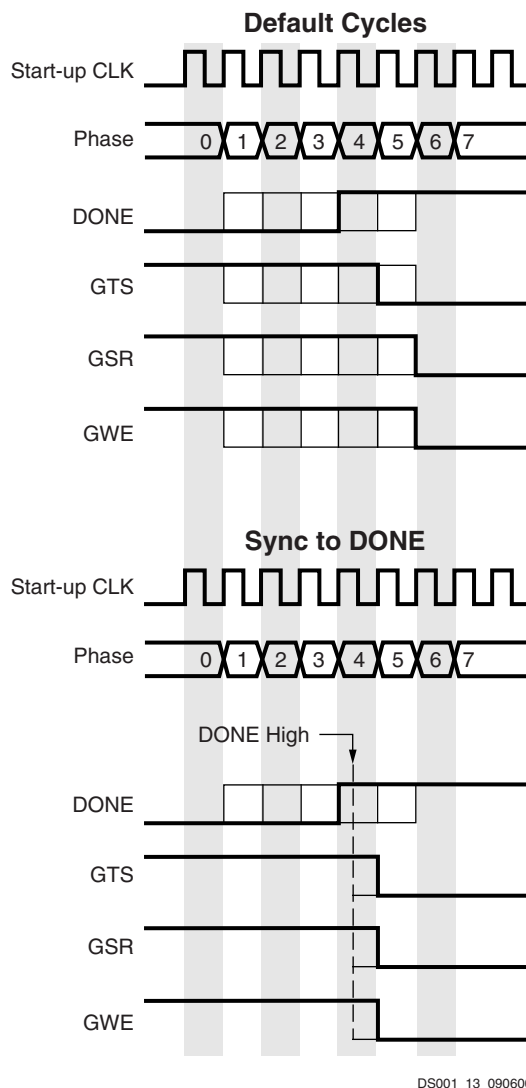 Default Cycles
Start-up CLK
Phase
0 1 2 3 4 5 6 7
DONE
GTS
GSR
GWE
Sync to DONE
Start-up CLK
Phase
0 1 2 3 4 5 6 7
DONE High
DONE
GTS
GSR
GWE